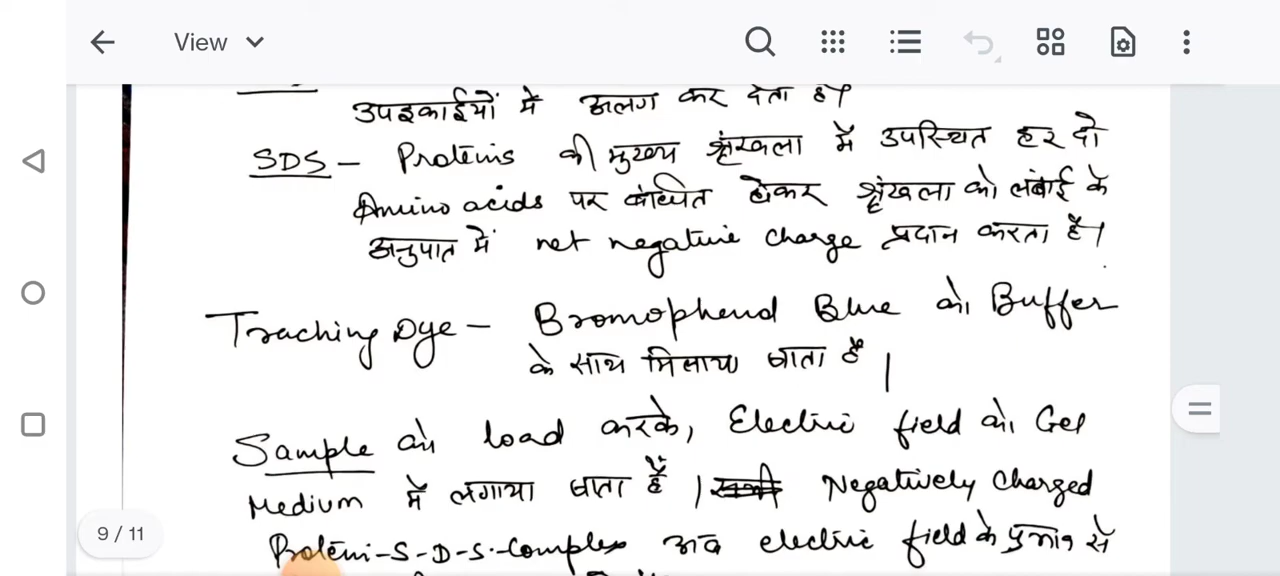 View
उपइकाईयों में अलग कर देता है।
SDS – Proteins की मुख्य श्रृंखला में उपस्थित हर दो
Amino acids पर बंधित होकर श्रृंखला को लंबाई के
अनुपात में net negative charge प्रदान करता है।
Tracking Dye – Bromophenol Blue को Buffer
के साथ मिलाया जाता है।
Sample को load करके, Electric field को Gel
Medium में लगाया जाता है। Negatively Charged
Protein-S-D-S-Complex अब electric field के प्रभाव से
9 / 11